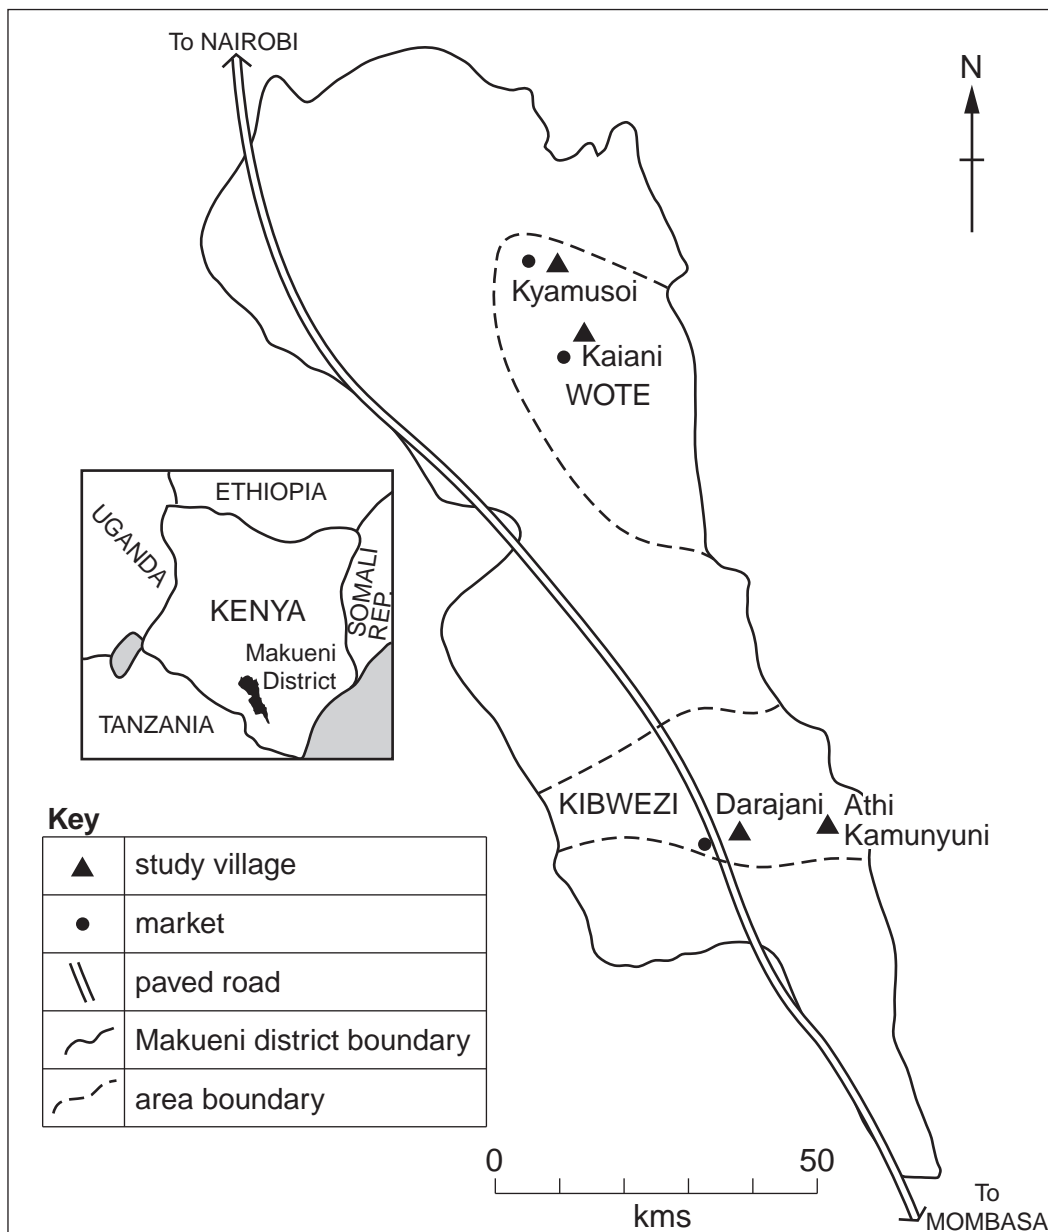 To NAIROBI
N
Kyamusoi
Kaiani
WOTE
ETHIOPIA
UGANDA
SOMALI
REP.
KENYA
Makueni
District
TANZANIA
KIBWEZI
Darajani
Athi
Kamunyuni
Key
study village
market
paved road
Makueni district boundary
area boundary
0 50
kms
To
MOMBASA